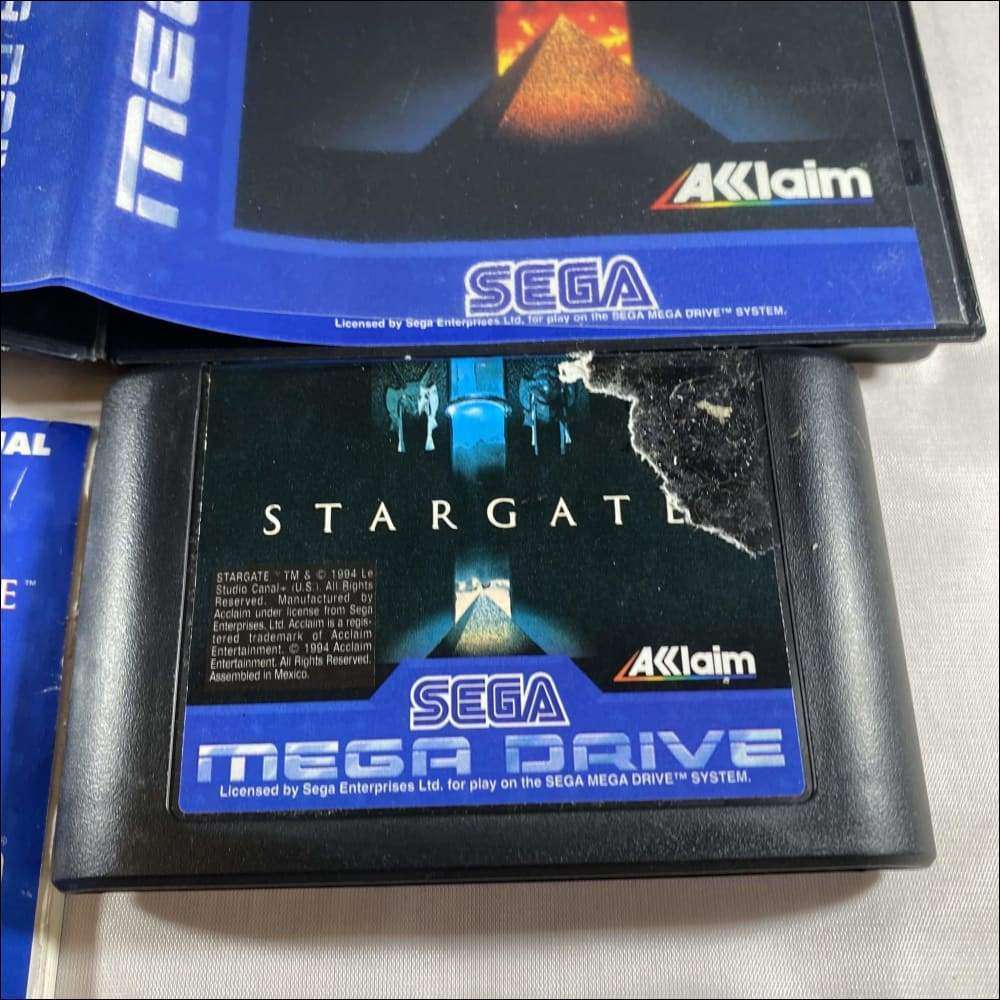 MEGA
Acclaim
SEGA
Licensed by Sega Enterprises Ltd. for play on the SEGA MEGA DRIVE™ SYSTEM.
STARGATE
STARGATE ™ TM & © 1994 Le
Studio Canal+ (U.S.). All Rights
Reserved. Manufactured by
Acclaim under license from Sega
Enterprises, Ltd. Acclaim is a regis-
tered trademark of Acclaim
Entertainment. © 1994 Acclaim
Entertainment. All Rights Reserved.
Assembled in Mexico.
Acclaim
SEGA
MEGA DRIVE
Licensed by Sega Enterprises Ltd. for play on the SEGA MEGA DRIVE™ SYSTEM.